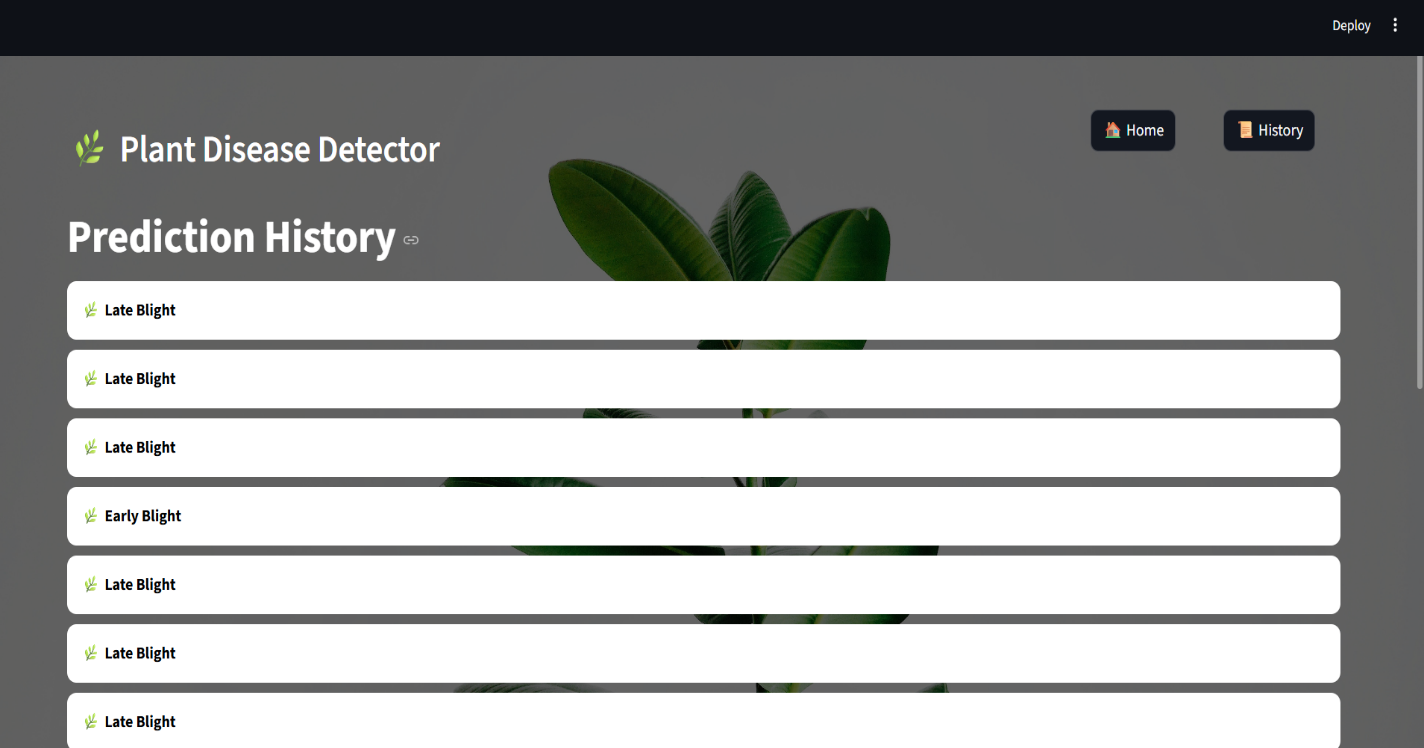 Deploy
🏠 Home
📜 History
🌿 Plant Disease Detector
Prediction History
🌿 Late Blight
🌿 Late Blight
🌿 Late Blight
🌿 Early Blight
🌿 Late Blight
🌿 Late Blight
🌿 Late Blight